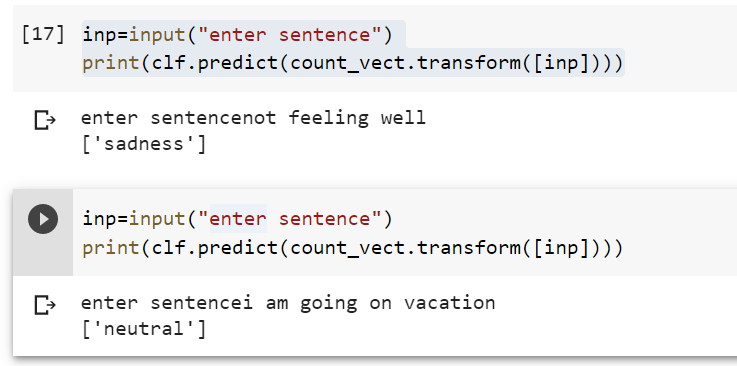 [17] inp=input("enter sentence")
print(clf.predict(count_vect.transform([inp])))
enter sentencenot feeling well
['sadness']
inp=input("enter sentence")
print(clf.predict(count_vect.transform([inp])))
enter sentencei am going on vacation
['neutral']